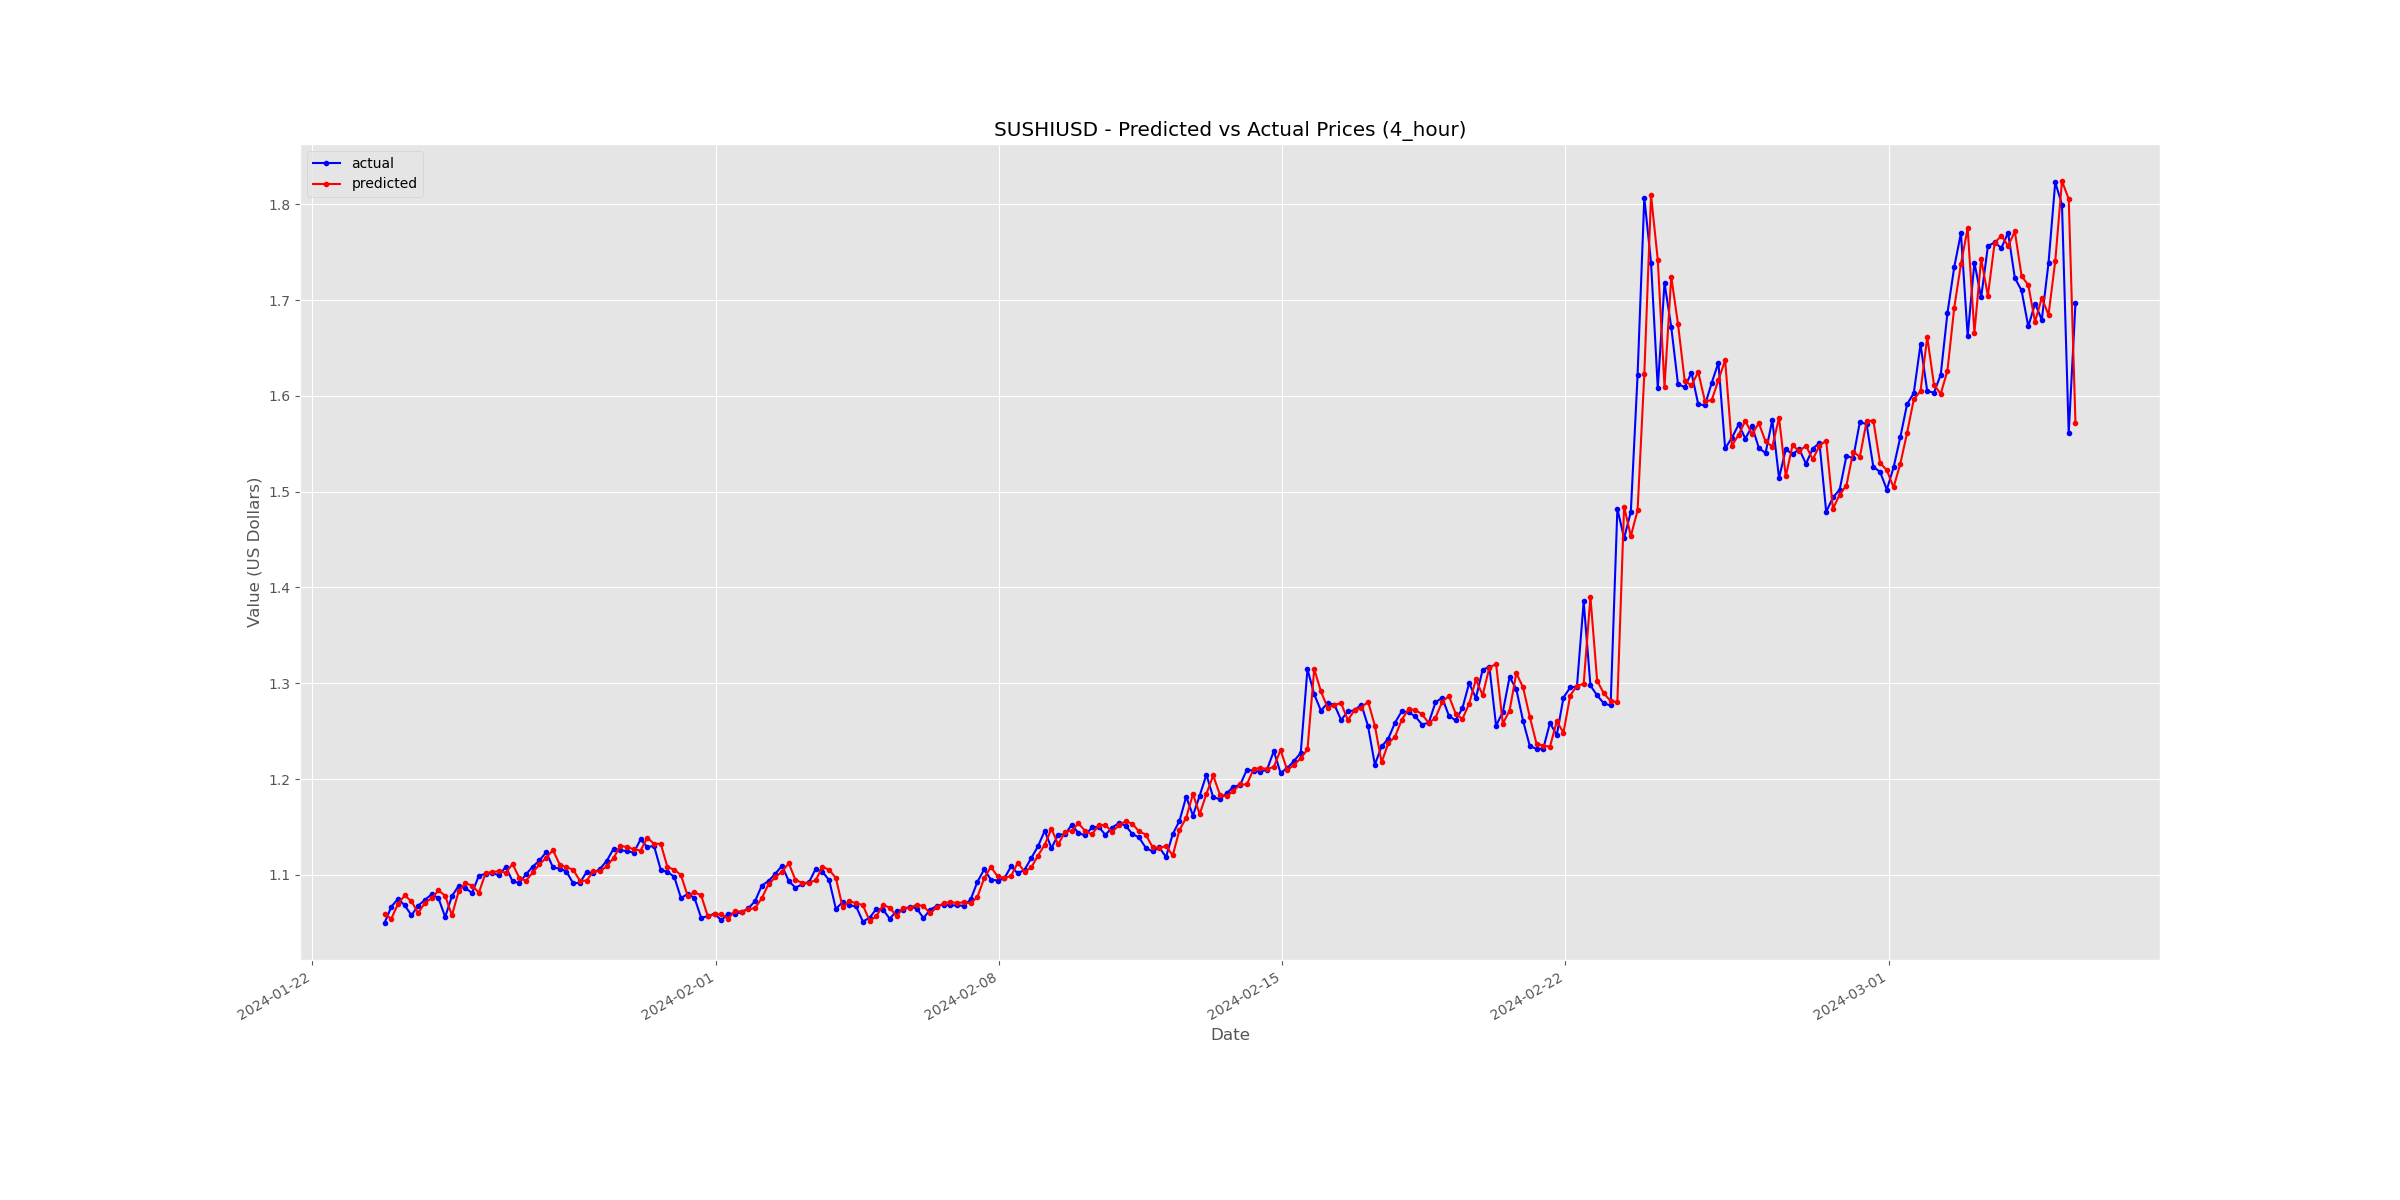 SUSHIUSD - Predicted vs Actual Prices (4_hour)
actual
predicted
1.8
1.7
1.6
1.5
1.4
1.3
1.2
1.1
Value (US Dollars)
2024-01-22
2024-02-01
2024-02-08
2024-02-15
2024-02-22
2024-03-01
Date